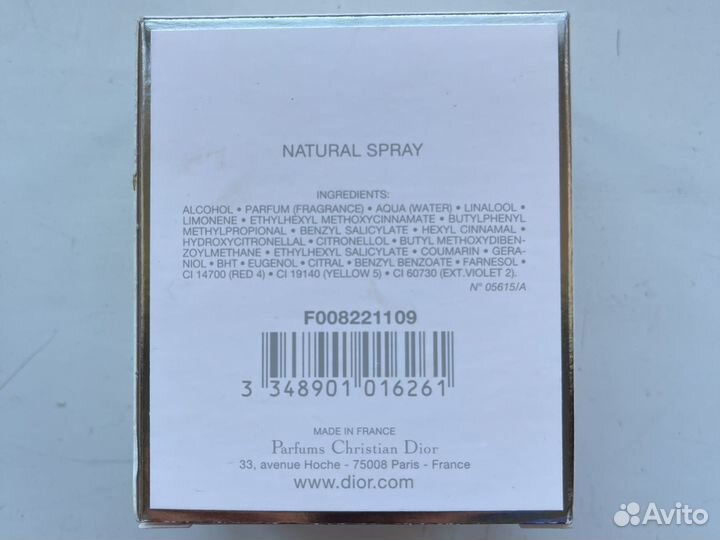 NATURAL SPRAY
INGREDIENTS:
ALCOHOL • PARFUM (FRAGRANCE) • AQUA (WATER) • LINALOOL •
LIMONENE • ETHYLHEXYL METHOXYCINNAMATE • BUTYLPHENYL
METHYLPROPIONAL • BENZYL SALICYLATE • HEXYL CINNAMAL •
HYDROXYCITRONELLAL • CITRONELLOL • BUTYL METHOXYDIBEN-
ZOYLMETHANE • ETHYLHEXYL SALICYLATE • COUMARIN • GERA-
NIOL • BHT • EUGENOL • CITRAL • BENZYL BENZOATE • FARNESOL •
CI 14700 (RED 4) • CI 19140 (YELLOW 5) • CI 60730 (EXT.VIOLET 2).
N° 05615/A
F008221109
3 348901 016261
MADE IN FRANCE
Parfums Christian Dior
33, avenue Hoche - 75008 Paris - France
www.dior.com
Avito